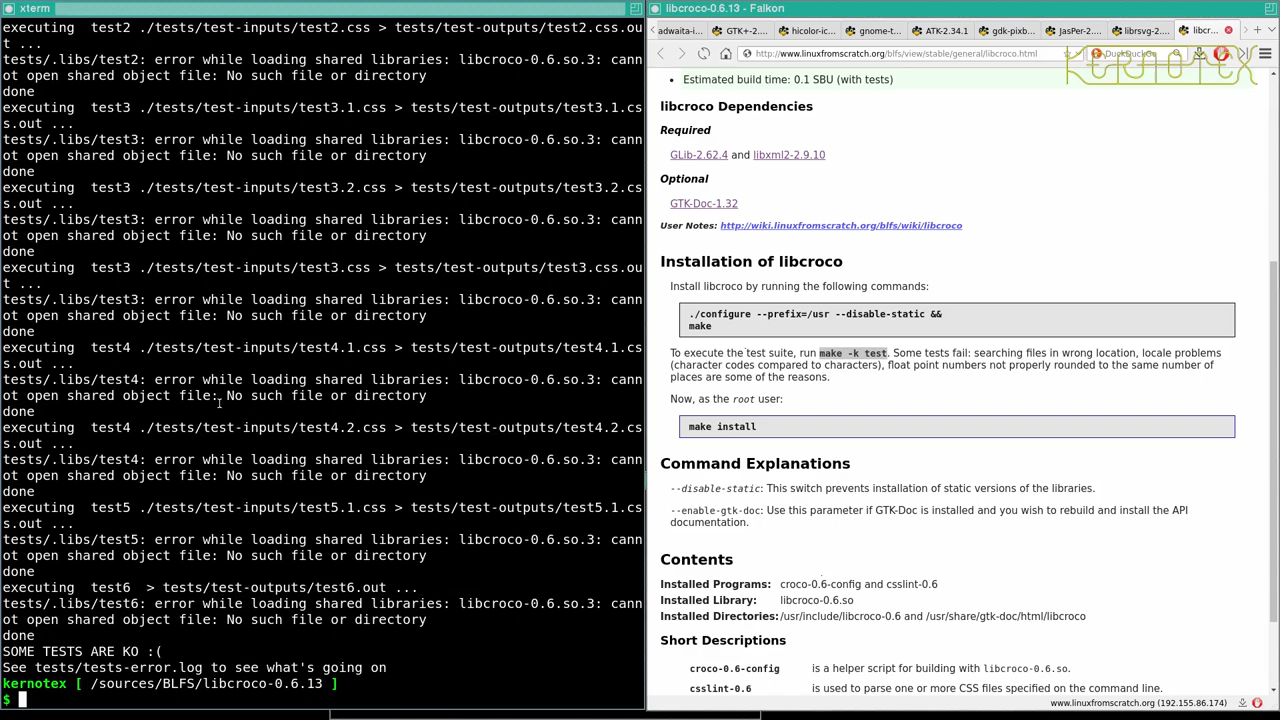 xterm
executing  test2 ./tests/test-inputs/test2.css > tests/test-outputs/test2.css.ou
t ...
tests/.libs/test2: error while loading shared libraries: libcroco-0.6.so.3: cann
ot open shared object file: No such file or directory
done
executing  test3 ./tests/test-inputs/test3.1.css > tests/test-outputs/test3.1.cs
s.out ...
tests/.libs/test3: error while loading shared libraries: libcroco-0.6.so.3: cann
ot open shared object file: No such file or directory
done
executing  test3 ./tests/test-inputs/test3.2.css > tests/test-outputs/test3.2.cs
s.out ...
tests/.libs/test3: error while loading shared libraries: libcroco-0.6.so.3: cann
ot open shared object file: No such file or directory
done
executing  test3 ./tests/test-inputs/test3.css > tests/test-outputs/test3.css.ou
t ...
tests/.libs/test3: error while loading shared libraries: libcroco-0.6.so.3: cann
ot open shared object file: No such file or directory
done
executing  test4 ./tests/test-inputs/test4.1.css > tests/test-outputs/test4.1.cs
s.out ...
tests/.libs/test4: error while loading shared libraries: libcroco-0.6.so.3: cann
ot open shared object file: No such file or directory
done
executing  test4 ./tests/test-inputs/test4.2.css > tests/test-outputs/test4.2.cs
s.out ...
tests/.libs/test4: error while loading shared libraries: libcroco-0.6.so.3: cann
ot open shared object file: No such file or directory
done
executing  test5 ./tests/test-inputs/test5.1.css > tests/test-outputs/test5.1.cs
s.out ...
tests/.libs/test5: error while loading shared libraries: libcroco-0.6.so.3: cann
ot open shared object file: No such file or directory
done
executing  test6  > tests/test-outputs/test6.out ...
tests/.libs/test6: error while loading shared libraries: libcroco-0.6.so.3: cann
ot open shared object file: No such file or directory
done
SOME TESTS ARE KO :(
See tests/tests-error.log to see what's going on
kernotex [ /sources/BLFS/libcroco-0.6.13 ]
$
libcroco-0.6.13 - Falkon
adwaita-i... GTK+-2.... hicolor-ic... gnome-t... ATK-2.34.1 gdk-pixb... JasPer-2.... librsvg-2.... libcr...
http://www.linuxfromscratch.org/blfs/view/stable/general/libcroco.html DuckDuckGo
KERNOTEX
• Estimated build time: 0.1 SBU (with tests)
libcroco Dependencies
Required
GLib-2.62.4 and libxml2-2.9.10
Optional
GTK-Doc-1.32
User Notes: http://wiki.linuxfromscratch.org/blfs/wiki/libcroco
Installation of libcroco
Install libcroco by running the following commands:
./configure --prefix=/usr --disable-static &&
make
To execute the test suite, run make -k test. Some tests fail: searching files in wrong location, locale problems
(character codes compared to characters), float point numbers not properly rounded to the same number of
places are some of the reasons.
Now, as the root user:
make install
Command Explanations
--disable-static: This switch prevents installation of static versions of the libraries.
--enable-gtk-doc: Use this parameter if GTK-Doc is installed and you wish to rebuild and install the API
documentation.
Contents
Installed Programs: croco-0.6-config and csslint-0.6
Installed Library: libcroco-0.6.so
Installed Directories: /usr/include/libcroco-0.6 and /usr/share/gtk-doc/html/libcroco
Short Descriptions
croco-0.6-config is a helper script for building with libcroco-0.6.so.
csslint-0.6 is used to parse one or more CSS files specified on the command line.
www.linuxfromscratch.org (192.155.86.174)